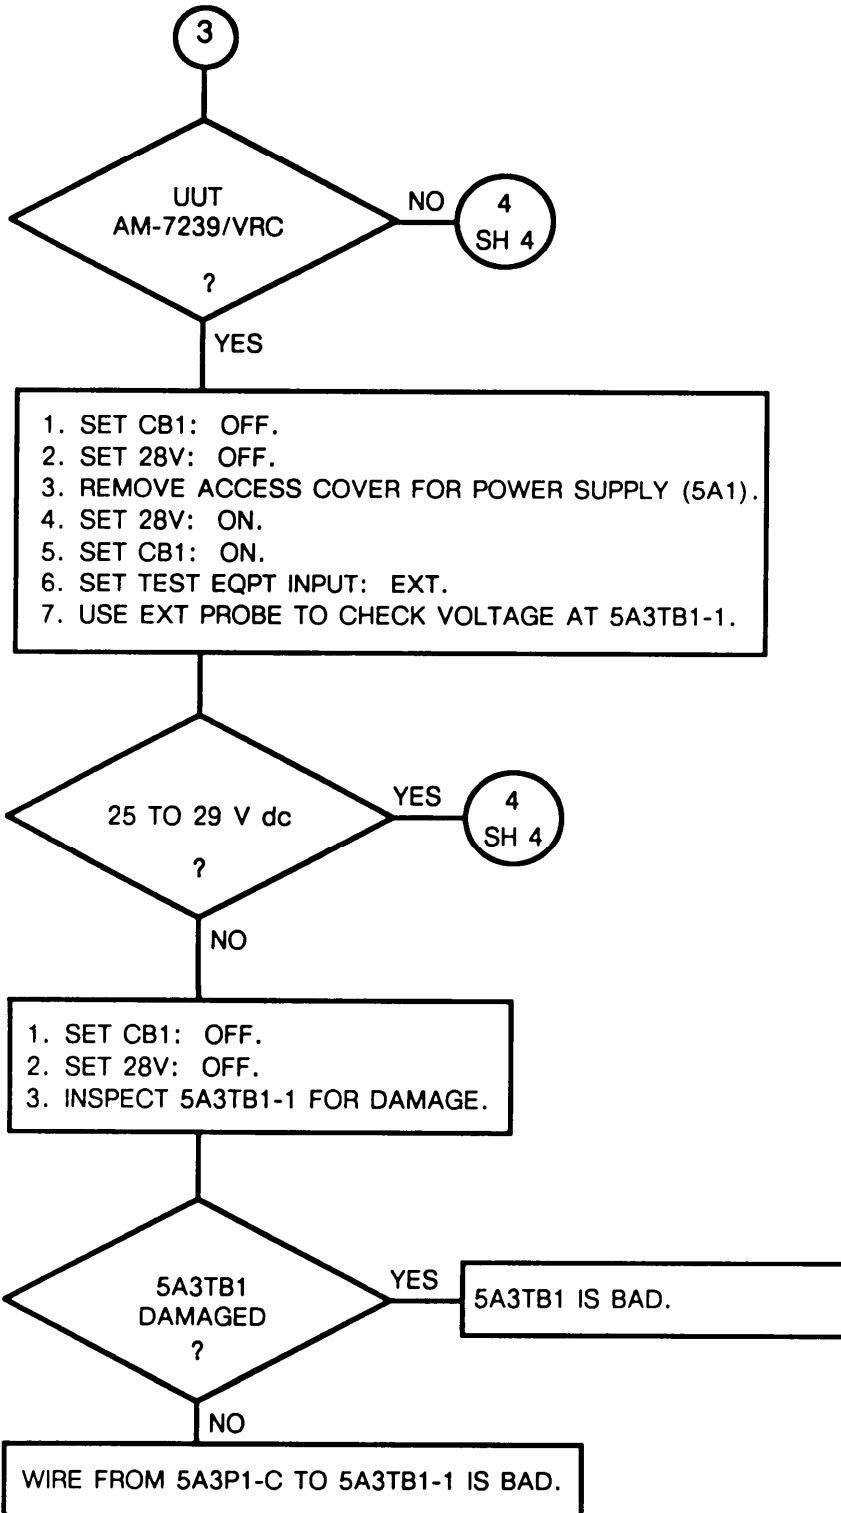 3
UUT
AM-7239/VRC
?
NO
4
SH 4
YES
1. SET CB1: OFF.
2. SET 28V: OFF.
3. REMOVE ACCESS COVER FOR POWER SUPPLY (5A1).
4. SET 28V: ON.
5. SET CB1: ON.
6. SET TEST EQPT INPUT: EXT.
7. USE EXT PROBE TO CHECK VOLTAGE AT 5A3TB1-1.
25 TO 29 V dc
?
YES
4
SH 4
NO
1. SET CB1: OFF.
2. SET 28V: OFF.
3. INSPECT 5A3TB1-1 FOR DAMAGE.
5A3TB1
DAMAGED
?
YES
5A3TB1 IS BAD.
NO
WIRE FROM 5A3P1-C TO 5A3TB1-1 IS BAD.